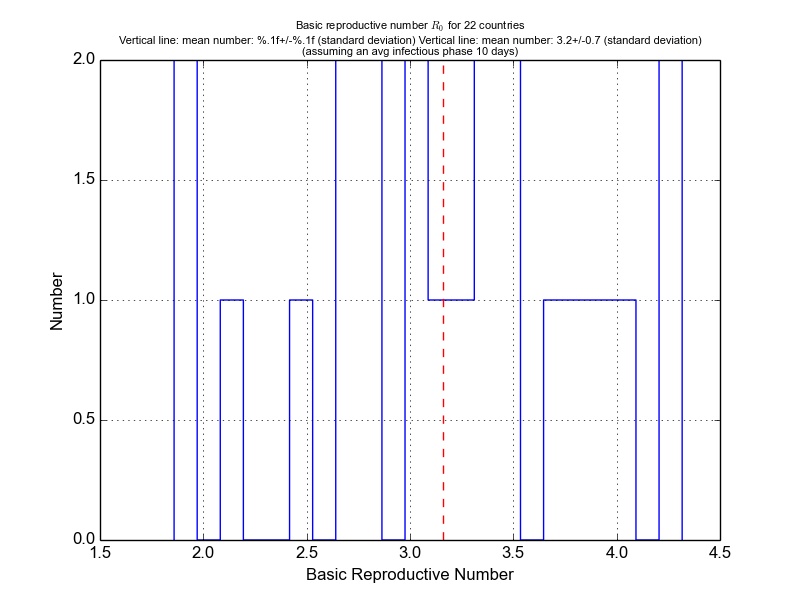 Basic reproductive number R0 for 22 countries
Vertical line: mean number: %.1f+/-%.1f (standard deviation) Vertical line: mean number: 3.2+/-0.7 (standard deviation)
(assuming an avg infectious phase 10 days)
2.0
1.5
1.0
0.5
0.0
Number
1.5 2.0 2.5 3.0 3.5 4.0 4.5
Basic Reproductive Number